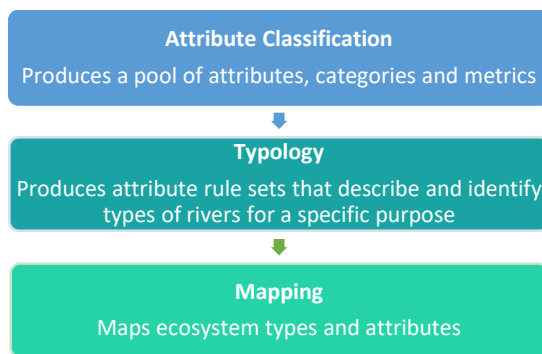 Attribute Classification
Produces a pool of attributes, categories and metrics
Typology
Produces attribute rule sets that describe and identify
types of rivers for a specific purpose
Mapping
Maps ecosystem types and attributes